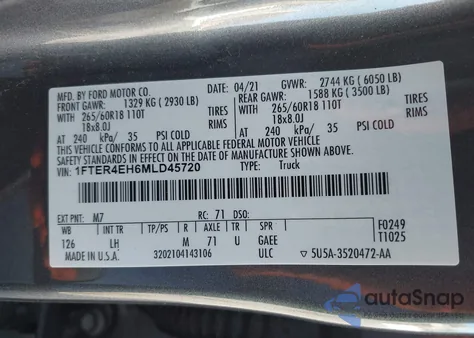 MFD. BY FORD MOTOR CO. 04/21 GVWR: 2744 KG (6050 LB)
FRONT GAWR: 1329 KG (2930 LB) REAR GAWR: 1588 KG (3500 LB)
WITH 265/60R18 110T TIRES WITH 265/60R18 110T TIRES
18x8.0J RIMS 18x8.0J RIMS
AT 240 kPa/ 35 PSI COLD AT 240 kPa/ 35 PSI COLD
THIS VEHICLE CONFORMS TO ALL APPLICABLE FEDERAL MOTOR VEHICLE
SAFETY STANDARDS IN EFFECT ON THE DATE OF MANUFACTURE SHOWN ABOVE.
VIN: 1FTER4EH6MLD45720 TYPE: Truck
EXT PNT: M7 RC: 71 DSO:
WB INT TR TP/PS R AXLE TR SPR F0249
126 LH M 71 U GAEE T1025
MADE IN U.S.A. 3202104143106 ULC ▽ 5U5A-3520472-AA
autoSnap